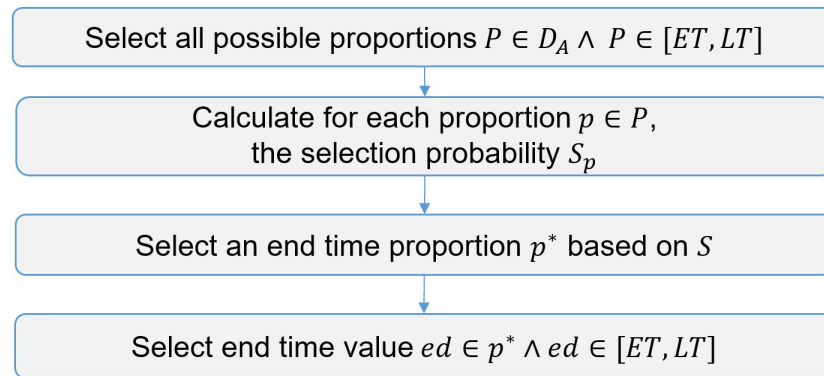 Select all possible proportions P ∈ D_A ∧ P ∈ [ET, LT]
Calculate for each proportion p ∈ P,
the selection probability S_p
Select an end time proportion p* based on S
Select end time value ed ∈ p* ∧ ed ∈ [ET, LT]